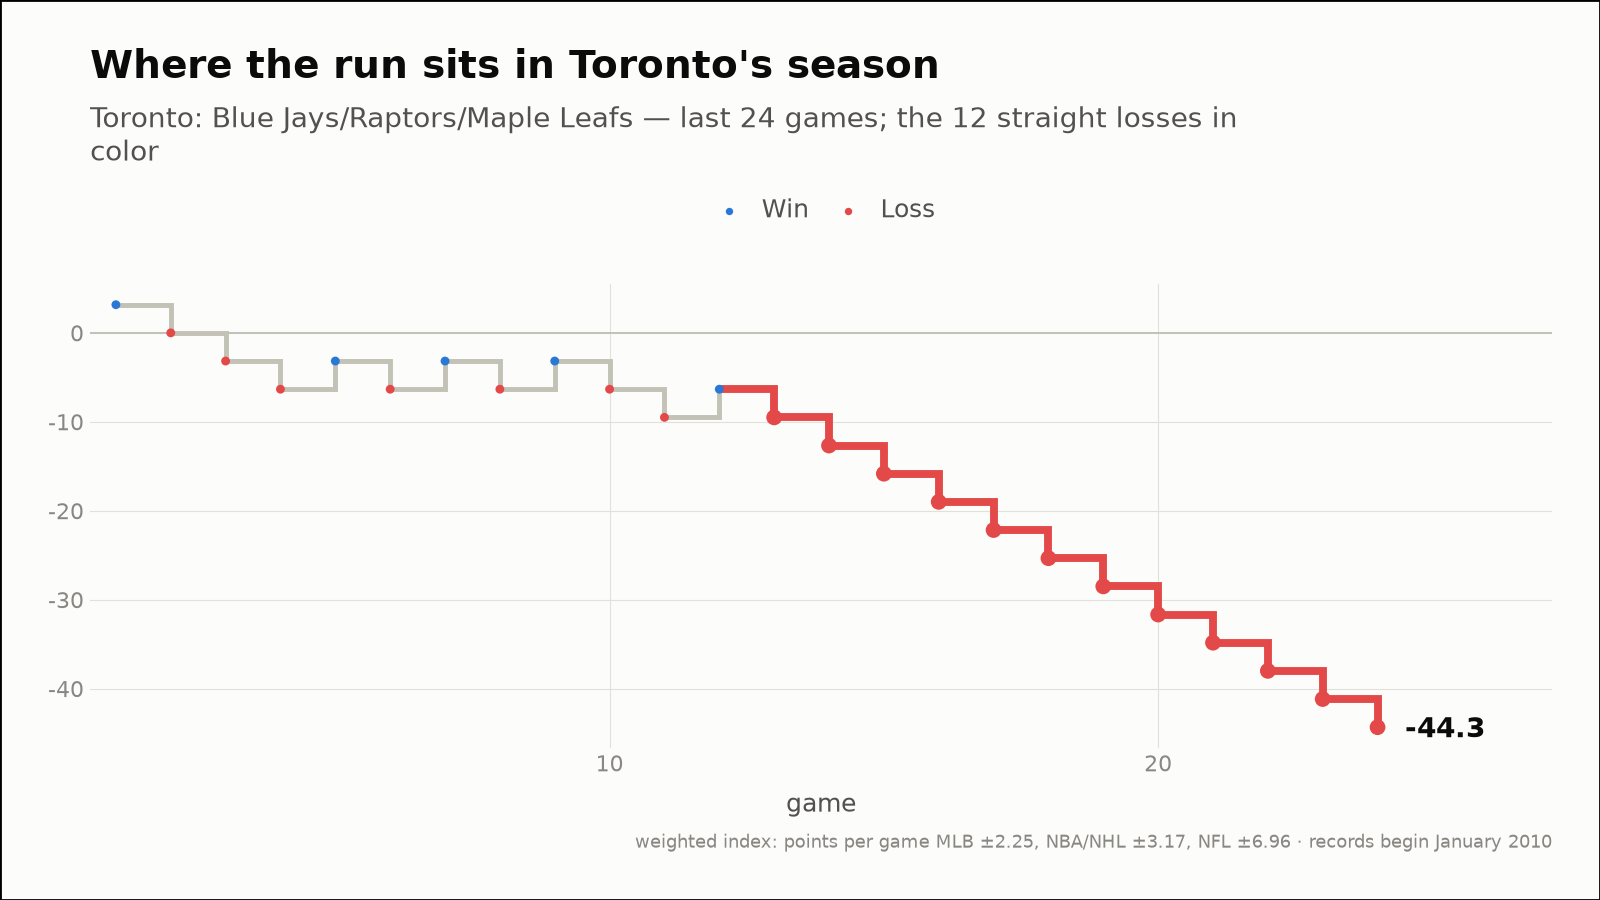 Where the run sits in Toronto's season
Toronto: Blue Jays/Raptors/Maple Leafs — last 24 games; the 12 straight losses in
color
Win
Loss
0
-10
-20
-30
-40
-44.3
10
20
game
weighted index: points per game MLB ±2.25, NBA/NHL ±3.17, NFL ±6.96 · records begin January 2010